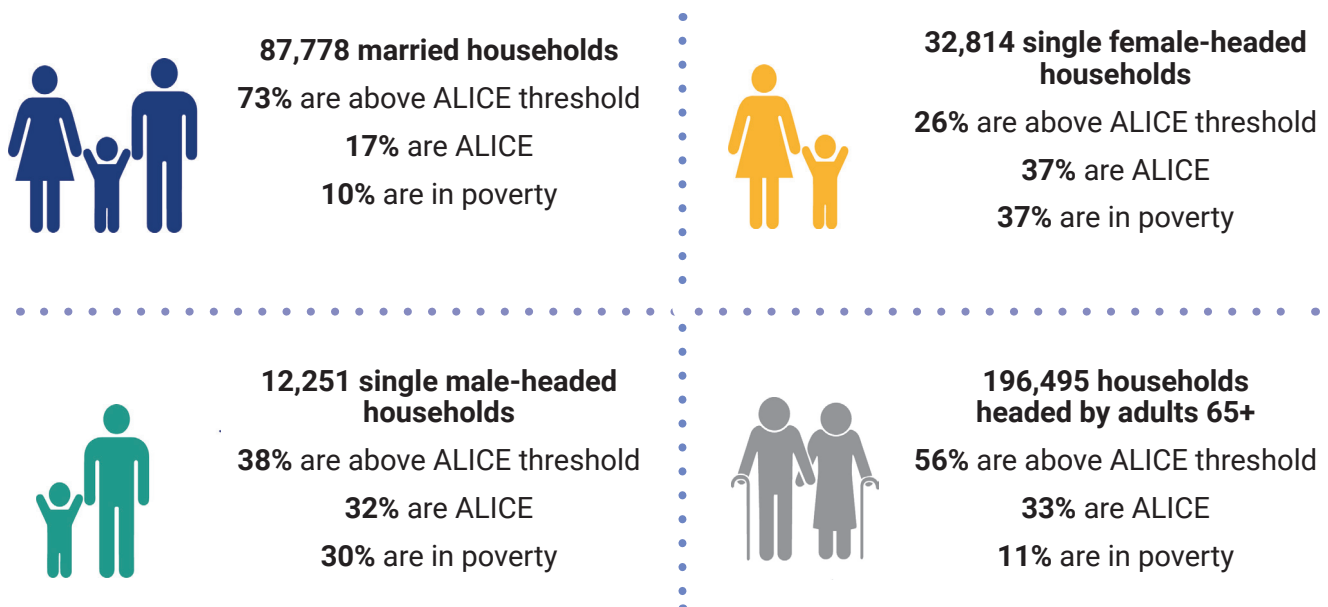 87,778 married households
73% are above ALICE threshold
17% are ALICE
10% are in poverty
32,814 single female-headed
households
26% are above ALICE threshold
37% are ALICE
37% are in poverty
12,251 single male-headed
households
38% are above ALICE threshold
32% are ALICE
30% are in poverty
196,495 households
headed by adults 65+
56% are above ALICE threshold
33% are ALICE
11% are in poverty